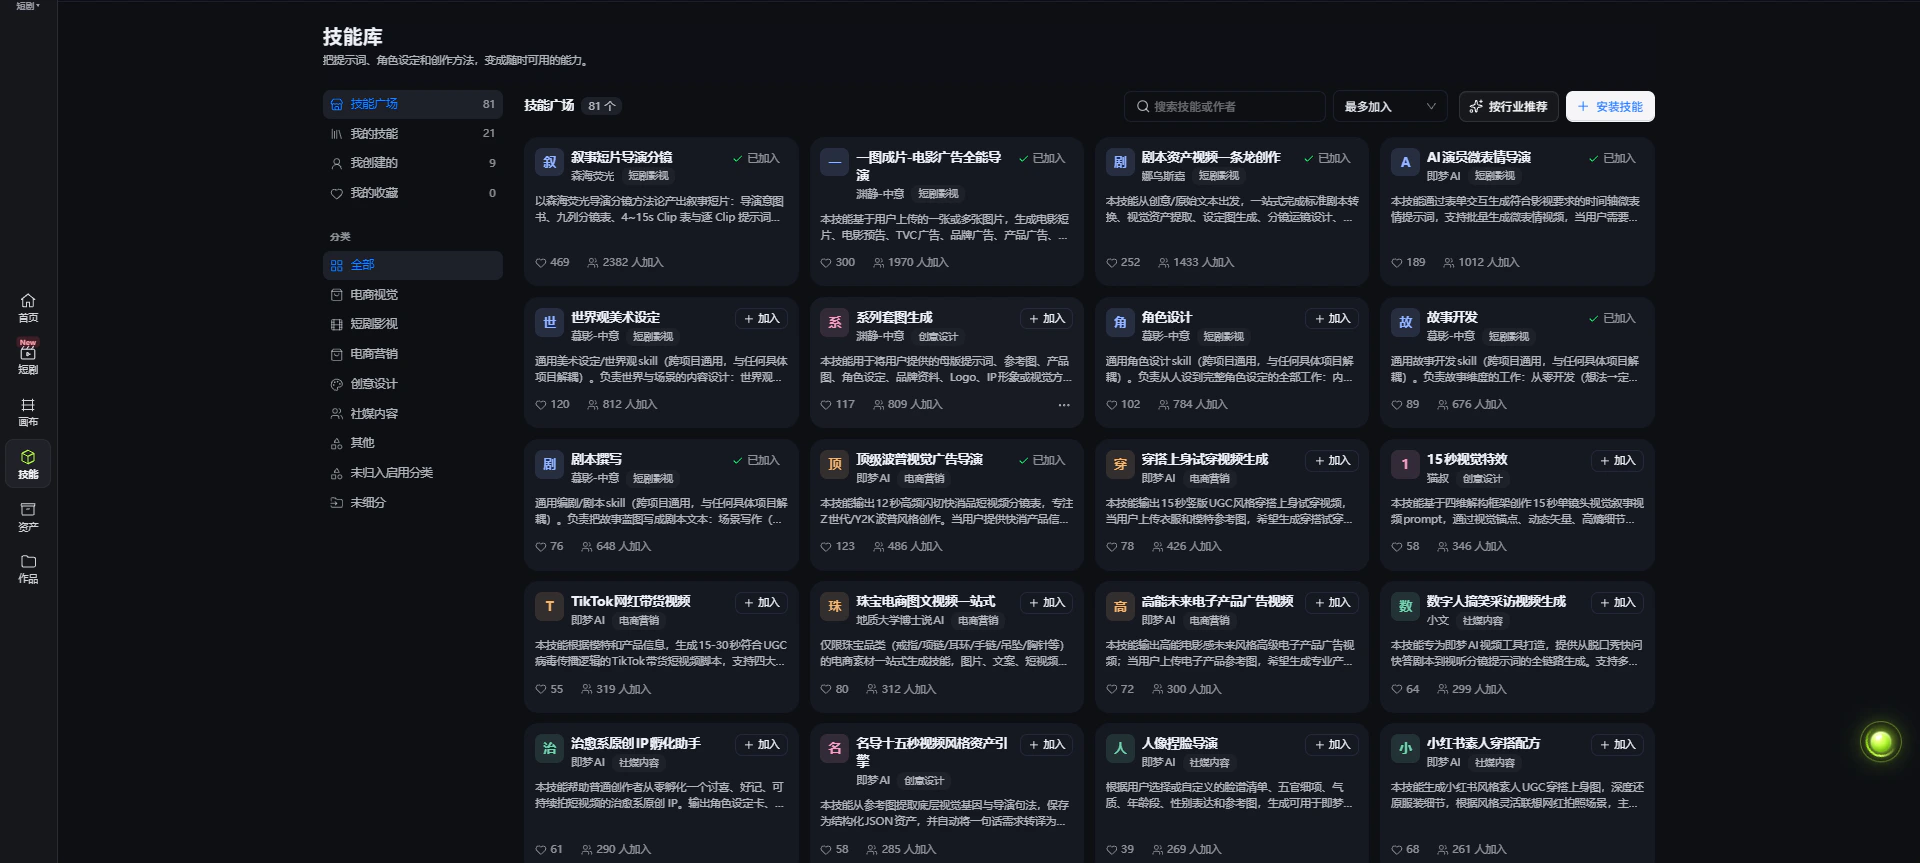 短剧
首页
New
短剧
画布
技能
资产
作品
技能库
把提示词、角色设定和创作方法，变成随时可用的能力。
技能广场 81
我的技能 21
我创建的 9
我的收藏 0
分类
全部
电商视觉
短剧影视
电商营销
创意设计
社媒内容
其他
未归入启用分类
未细分
技能广场 81 个
搜索技能或作者
最多加入
按行业推荐
安装技能
叙
叙事短片导演分镜
已加入
森海荧光 短剧影视
以森海荧光导演分镜方法论产出叙事短片：导演意图
书、九列分镜表、4~15s Clip 表与逐 Clip 提示词...
469 2382 人加入
一
一图成片-电影广告全能导
演
已加入
渊静-中意 短剧影视
本技能基于用户上传的一张或多张图片，生成电影短
片、电影预告、TVC广告、品牌广告、产品广告、...
300 1970 人加入
剧
剧本资产视频一条龙创作
已加入
娜乌斯嘉 短剧影视
本技能从创意/原始文本出发，一站式完成标准剧本转
换、视觉资产提取、设定图生成、分镜运镜设计、...
252 1433 人加入
A
AI演员微表情导演
已加入
即梦AI 短剧影视
本技能通过表单交互生成符合影视要求的时间轴微表
情提示词，支持批量生成微表情视频，当用户需要...
189 1012 人加入
世
世界观美术设定
+ 加入
暮影-中意 短剧影视
通用美术设定/世界观skill（跨项目通用，与任何具体
项目解耦）。负责世界与场景的内容设计：世界观...
120 812 人加入
系
系列套图生成
+ 加入
渊静-中意 创意设计
本技能用于将用户提供的母版提示词、参考图、产品
图、角色设定、品牌资料、Logo、IP形象或视觉方...
117 809 人加入 ...
角
角色设计
+ 加入
暮影-中意 短剧影视
通用角色设计skill（跨项目通用，与任何具体项目解
耦）。负责从人设到完整角色设定的全部工作：内...
102 784 人加入
故
故事开发
已加入
暮影-中意 短剧影视
通用故事开发skill（跨项目通用，与任何具体项目解
耦）。负责故事维度的工作：从零开发（想法→定...
89 676 人加入
剧
剧本撰写
已加入
暮影-中意 短剧影视
通用编剧/剧本skill（跨项目通用，与任何具体项目解
耦）。负责把故事蓝图写成剧本文本：场景写作（...
76 648 人加入
顶
顶级波普视觉广告导演
已加入
即梦AI 电商营销
本技能输出12秒高频闪切快消品短视频分镜表，专注
Z世代/Y2K波普风格创作。当用户提供快消产品信...
123 486 人加入
穿
穿搭上身试穿视频生成
+ 加入
即梦AI 电商营销
本技能输出15秒竖版UGC风格穿搭上身试穿视频，
当用户上传衣服和模特参考图，希望生成穿搭试穿...
78 426 人加入
1
15秒视觉特效
+ 加入
猫叔 创意设计
本技能基于四维解构框架创作15秒单镜头视觉叙事视
频prompt，通过视觉锚点、动态矢量、高熵细节...
58 346 人加入
T
TikTok网红带货视频
+ 加入
即梦AI 电商营销
本技能根据模特和产品信息，生成15-30秒符合UGC
病毒传播逻辑的TikTok带货短视频脚本，支持四大...
55 319 人加入
珠
珠宝电商图文视频一站式
+ 加入
地质大学博士说AI 电商营销
仅限珠宝品类（戒指/项链/耳环/手链/吊坠/胸针等）
的电商素材一站式生成技能，图片、文案、短视频...
80 312 人加入
高
高能未来电子产品广告视频
+ 加入
即梦AI 电商营销
本技能输出高能电影感未来风格高级电子产品广告视
频；当用户上传电子产品参考图，希望生成专业产...
72 300 人加入
数
数字人搞笑采访视频生成
+ 加入
小文 社媒内容
本技能专为即梦AI视频工具打造，提供从脱口秀快问
快答剧本到视听分镜提示词的全链路生成。支持多...
64 299 人加入
治
治愈系原创IP孵化助手
+ 加入
即梦AI 社媒内容
本技能帮助普通创作者从零孵化一个讨喜、好记、可
持续拍短视频的治愈系原创 IP。输出角色设定卡、...
61 290 人加入
名
名导十五秒视频风格资产引
擎
+ 加入
即梦AI 创意设计
本技能从参考图提取底层视觉基因与导演句法，保存
为结构化JSON资产，并自动将一句话需求转译为...
58 285 人加入
人
人像捏脸导演
+ 加入
即梦AI 社媒内容
根据用户选择或自定义的脸谱清单、五官细项、气
质、年龄段、性别表达和参考图，生成可用于即梦...
39 269 人加入
小
小红书素人穿搭配方
+ 加入
即梦AI 社媒内容
本技能生成小红书风格素人UGC穿搭上身图，深度还
原服装细节，根据风格灵活联想网红拍照场景，主...
68 261 人加入